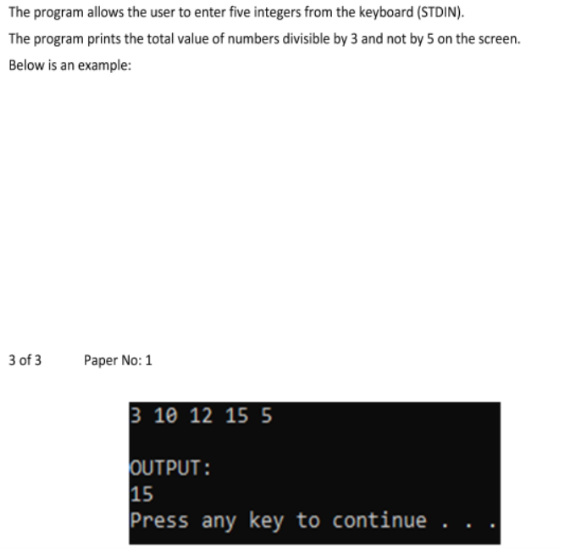 The program allows the user to enter five integers from the keyboard (STDIN).
The program prints the total value of numbers divisible by 3 and not by 5 on the screen.
Below is an example:
3 of 3 Paper No: 1
3 10 12 15 5
OUTPUT:
15
Press any key to continue . . .